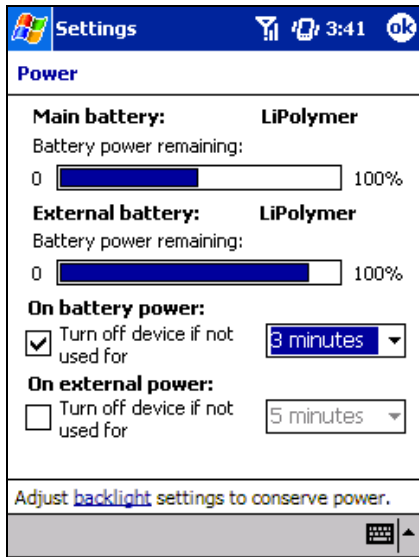 Settings 3:41 ok
Power
Main battery: LiPolymer
Battery power remaining:
0 100%
External battery: LiPolymer
Battery power remaining:
0 100%
On battery power:
Turn off device if not
used for
3 minutes
On external power:
Turn off device if not
used for
5 minutes
Adjust backlight settings to conserve power.